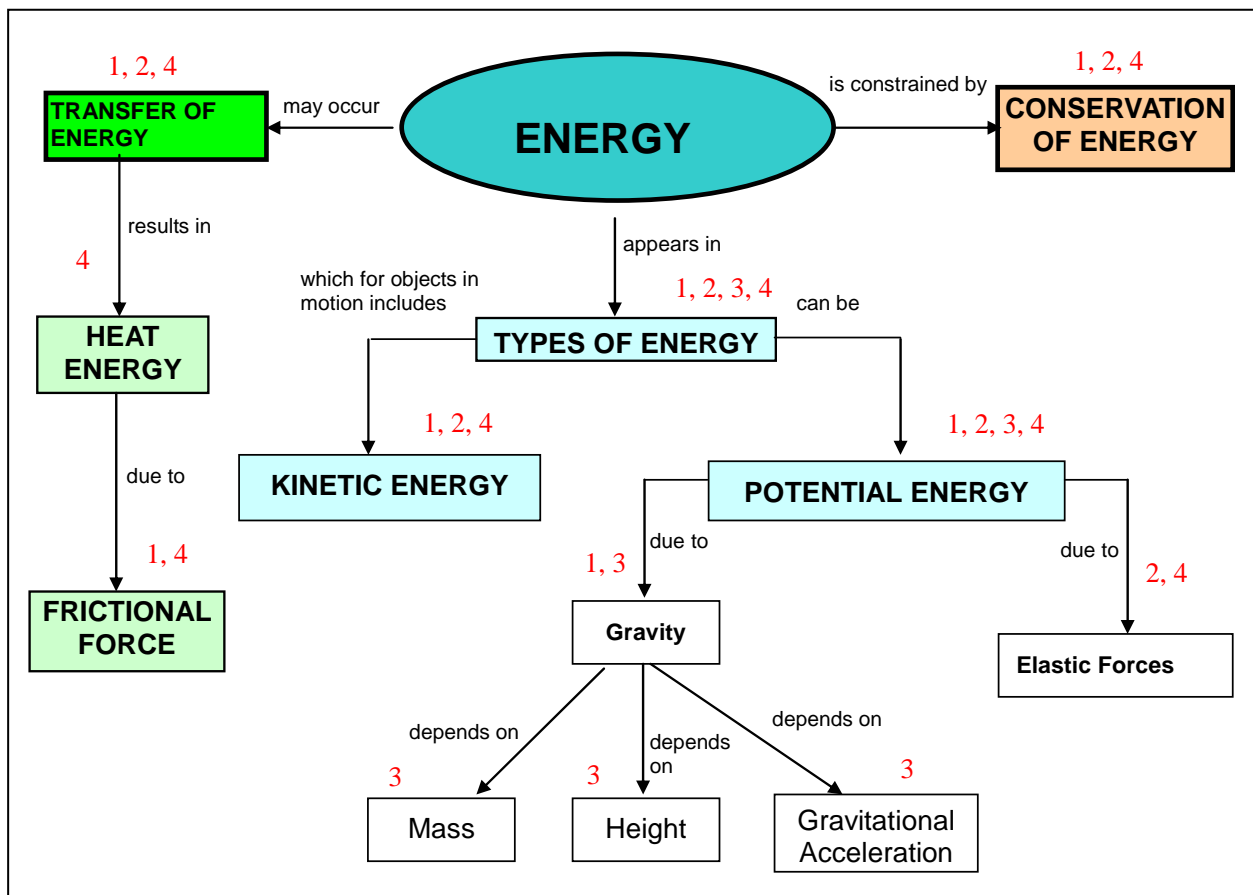 1, 2, 4
TRANSFER OF
ENERGY
may occur
ENERGY
is constrained by
1, 2, 4
CONSERVATION
OF ENERGY
results in
4
HEAT
ENERGY
due to
1, 4
FRICTIONAL
FORCE
appears in
which for objects in
motion includes
1, 2, 3, 4
can be
TYPES OF ENERGY
1, 2, 4
KINETIC ENERGY
1, 2, 3, 4
POTENTIAL ENERGY
due to
1, 3
Gravity
due to
2, 4
Elastic Forces
depends on
depends
on
depends on
3
Mass
3
Height
3
Gravitational
Acceleration